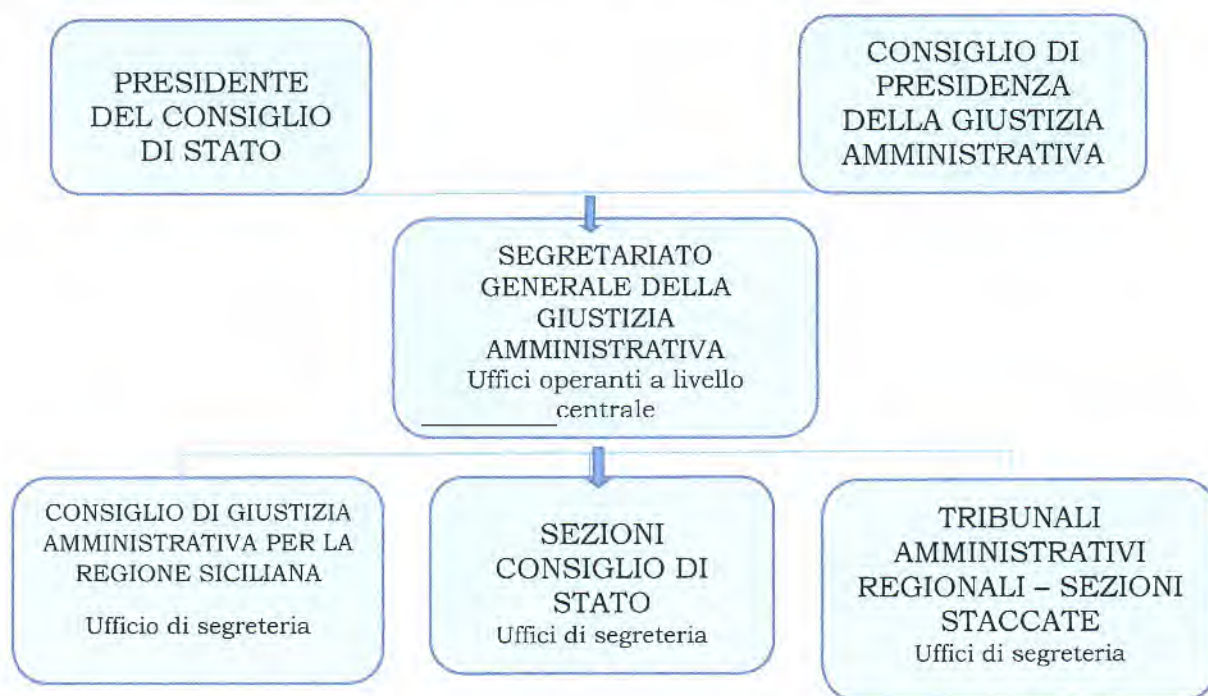 PRESIDENTE
DEL CONSIGLIO
DI STATO
CONSIGLIO DI
PRESIDENZA
DELLA GIUSTIZIA
AMMINISTRATIVA
SEGRETARIATO
GENERALE DELLA
GIUSTIZIA
AMMINISTRATIVA
Uffici operanti a livello
centrale
CONSIGLIO DI GIUSTIZIA
AMMINISTRATIVA PER LA
REGIONE SICILIANA
Ufficio di segreteria
SEZIONI
CONSIGLIO DI
STATO
Uffici di segreteria
TRIBUNALI
AMMINISTRATIVI
REGIONALI – SEZIONI
STACCATE
Uffici di segreteria